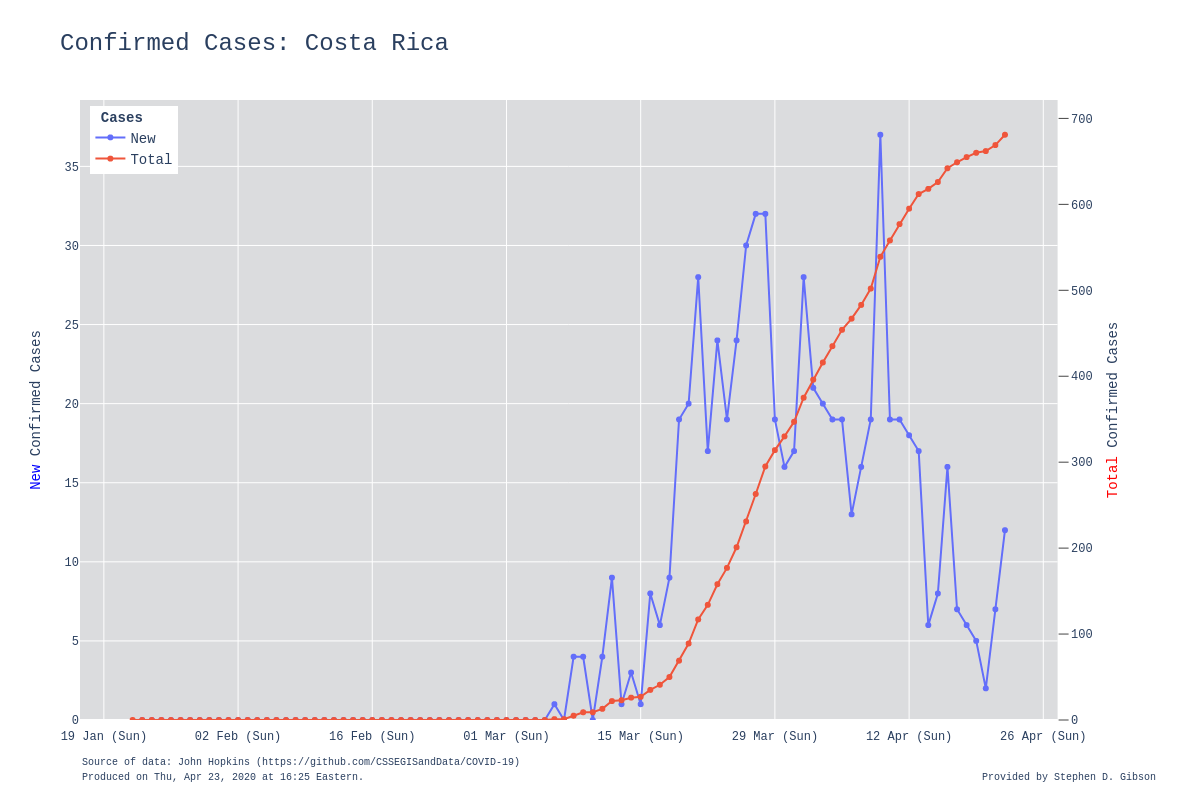 Confirmed Cases: Costa Rica
Cases
New
Total
35
30
25
20
15
10
5
0
700
600
500
400
300
200
100
0
New Confirmed Cases
Total Confirmed Cases
19 Jan (Sun) 02 Feb (Sun) 16 Feb (Sun) 01 Mar (Sun) 15 Mar (Sun) 29 Mar (Sun) 12 Apr (Sun) 26 Apr (Sun)
Source of data: John Hopkins (https://github.com/CSSEGISandData/COVID-19)
Produced on Thu, Apr 23, 2020 at 16:25 Eastern.
Provided by Stephen D. Gibson